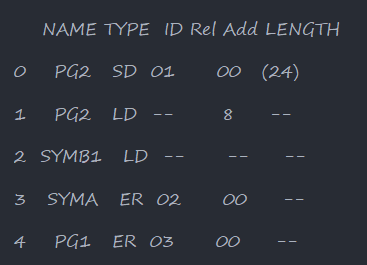 NAME TYPE ID Rel Add LENGTH
0 PG2 SD 01 00 (24)
1 PG2 LD -- 8 --
2 SYMB1 LD -- -- --
3 SYMA ER 02 00 --
4 PG1 ER 03 00 --